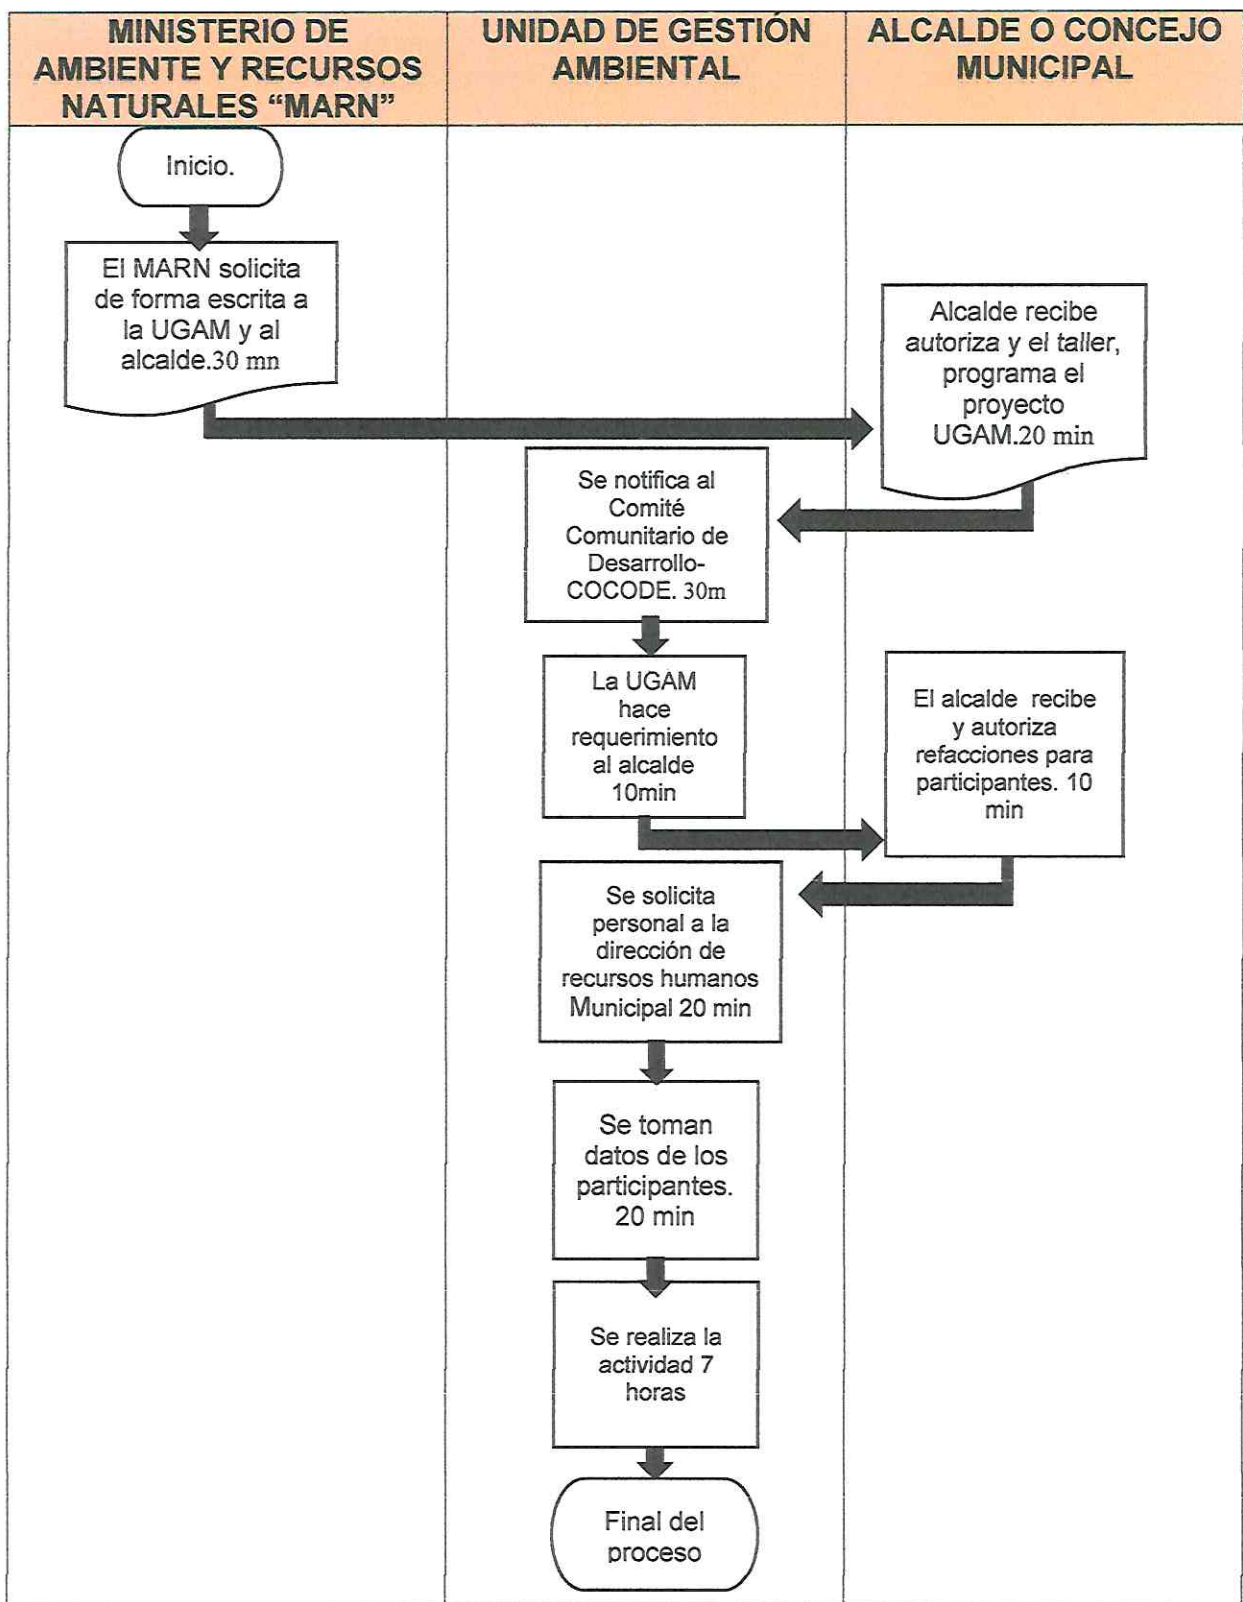 MINISTERIO DE
AMBIENTE Y RECURSOS
NATURALES “MARN”
UNIDAD DE GESTIÓN
AMBIENTAL
ALCALDE O CONCEJO
MUNICIPAL
Inicio.
El MARN solicita
de forma escrita a
la UGAM y al
alcalde.30 mn
Alcalde recibe
autoriza y el taller,
programa el
proyecto
UGAM.20 min
Se notifica al
Comité
Comunitario de
Desarrollo-
COCODE. 30m
La UGAM
hace
requerimiento
al alcalde
10min
El alcalde recibe
y autoriza
refacciones para
participantes. 10
min
Se solicita
personal a la
dirección de
recursos humanos
Municipal 20 min
Se toman
datos de los
participantes.
20 min
Se realiza la
actividad 7
horas
Final del
proceso